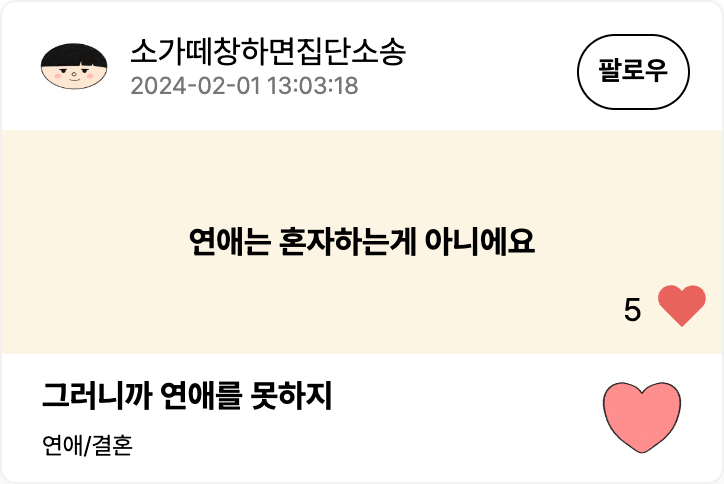 소가떼창하면집단소송
2024-02-01 13:03:18
팔로우
연애는 혼자하는게 아니에요
5
그러니까 연애를 못하지
연애/결혼